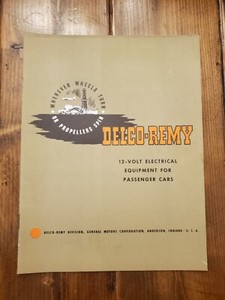 WHEREVER WHEELS TURN
OR PROPELLERS SPIN
DELCO-REMY
12-VOLT ELECTRICAL
EQUIPMENT FOR
PASSENGER CARS
DELCO-REMY DIVISION, GENERAL MOTORS CORPORATION, ANDERSON, INDIANA - U. S. A.